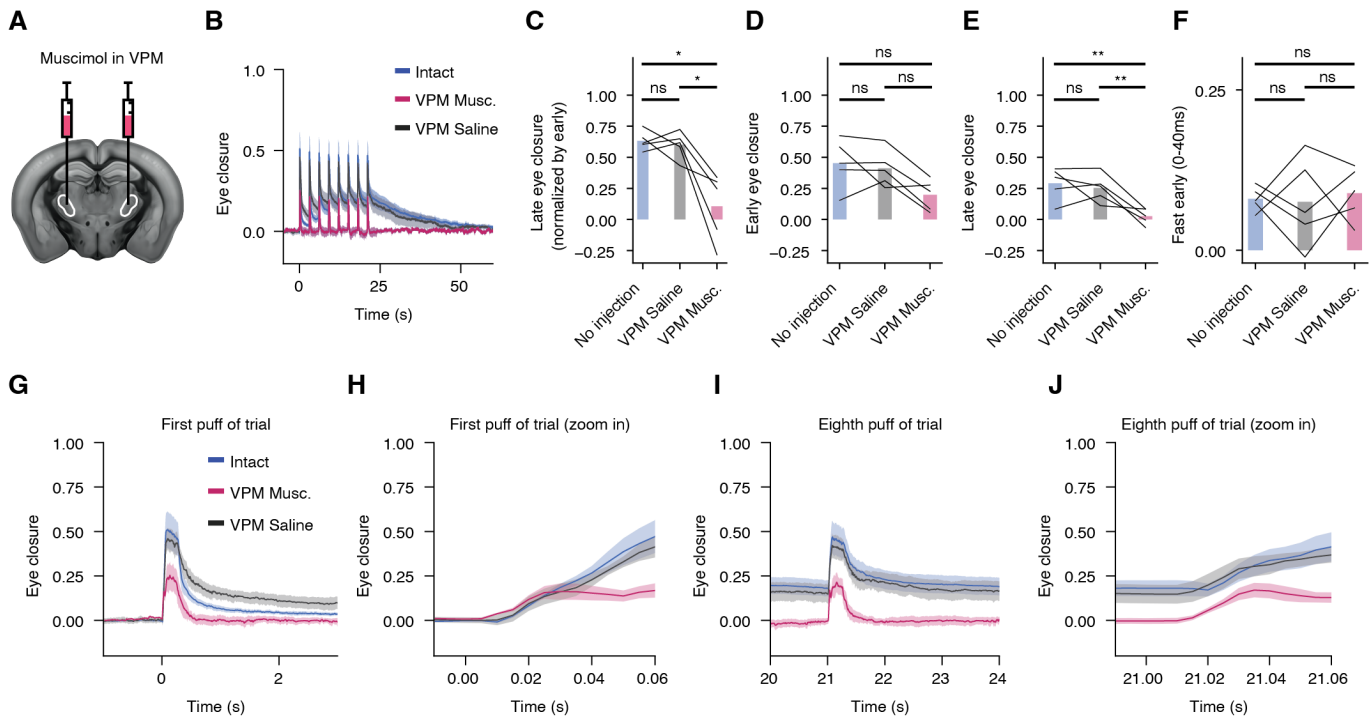 A
Muscimol in VPM
B
Eye closure
1.0
0.5
0.0
0
50
Time (s)
Intact
VPM Musc.
VPM Saline
C
Late eye closure
(normalized by early)
1.00
0.75
0.50
0.25
0.00
−0.25
*
ns
*
No injection
VPM Saline
VPM Musc.
D
Early eye closure
1.00
0.75
0.50
0.25
0.00
−0.25
ns
ns
ns
No injection
VPM Saline
VPM Musc.
E
Late eye closure
1.00
0.75
0.50
0.25
0.00
−0.25
**
ns
**
No injection
VPM Saline
VPM Musc.
F
Fast early (0-40ms)
0.25
0.00
ns
ns
ns
No injection
VPM Saline
VPM Musc.
G
First puff of trial
Eye closure
1.00
0.75
0.50
0.25
0.00
0
2
Time (s)
Intact
VPM Musc.
VPM Saline
H
First puff of trial (zoom in)
Eye closure
1.00
0.75
0.50
0.25
0.00
0.00
0.02
0.04
0.06
Time (s)
I
Eighth puff of trial
Eye closure
1.00
0.75
0.50
0.25
0.00
20
21
22
23
24
Time (s)
J
Eighth puff of trial (zoom in)
Eye closure
1.00
0.75
0.50
0.25
0.00
21.00
21.02
21.04
21.06
Time (s)